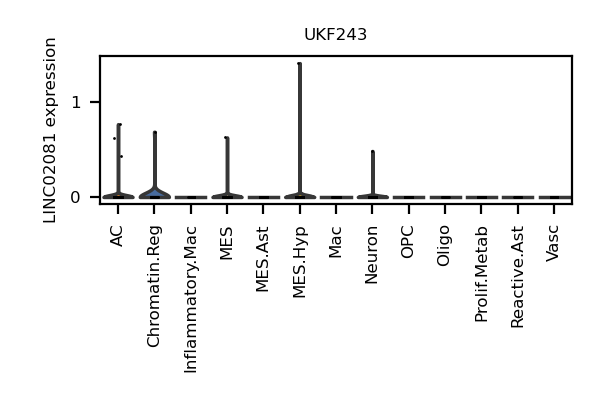 UKF243
LINC02081 expression
1
0
AC
Chromatin.Reg
Inflammatory.Mac
MES
MES.Ast
MES.Hyp
Mac
Neuron
OPC
Oligo
Prolif.Metab
Reactive.Ast
Vasc